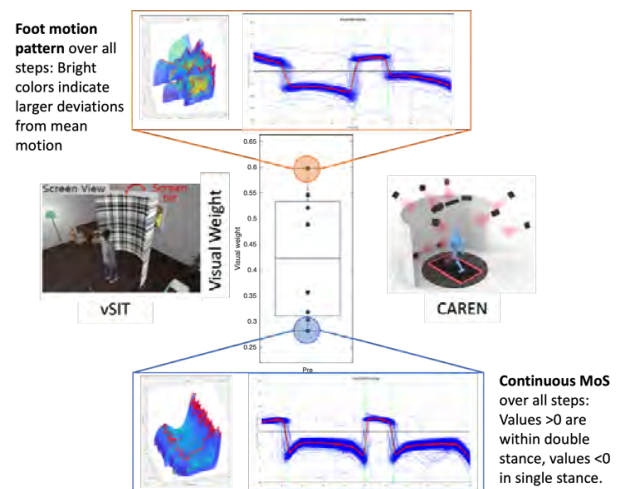 Foot motion
pattern over all
steps: Bright
colors indicate
larger deviations
from mean
motion
0.65
0.6
0.55
0.5
0.45
0.4
0.35
0.3
0.25
Visual weight
Pre
Screen View
Screen
tilt
Visual Weight
vSIT
CAREN
Continuous MoS
over all steps:
Values >0 are
within double
stance, values <0
in single stance.